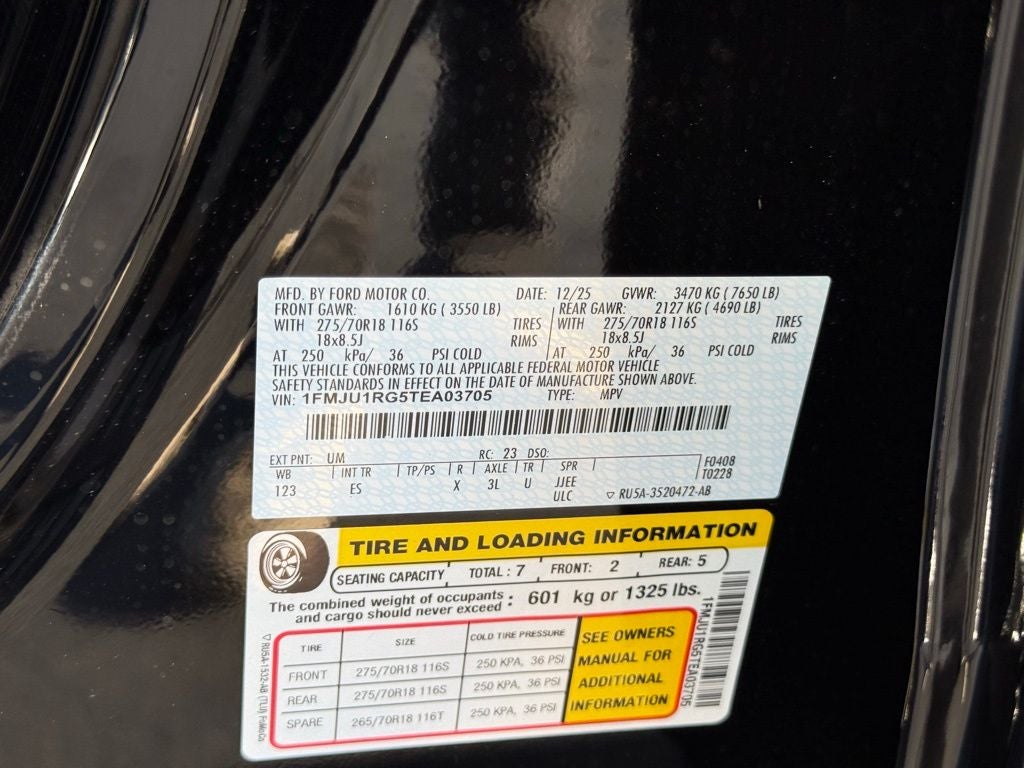 MFD. BY FORD MOTOR CO. DATE: 12/25 GVWR: 3470 KG ( 7650 LB)
FRONT GAWR: 1610 KG ( 3550 LB) REAR GAWR: 2127 KG ( 4690 LB)
WITH 275/70R18 116S TIRES WITH 275/70R18 116S TIRES
18x8.5J RIMS 18x8.5J RIMS
AT 250 kPa/ 36 PSI COLD AT 250 kPa/ 36 PSI COLD
THIS VEHICLE CONFORMS TO ALL APPLICABLE FEDERAL MOTOR VEHICLE
SAFETY STANDARDS IN EFFECT ON THE DATE OF MANUFACTURE SHOWN ABOVE.
VIN: 1FMJU1RG5TEA03705 TYPE: MPV
EXT PNT: UM RC: 23 DSO:
WB INT TR TP/PS R AXLE TR SPR F0408
123 ES X 3L U JJEE T0228
ULC ▽ RU5A-3520472-AB
TIRE AND LOADING INFORMATION
SEATING CAPACITY TOTAL : 7 FRONT: 2 REAR: 5
The combined weight of occupants and cargo should never exceed : 601 kg or 1325 lbs.
TIRE SIZE COLD TIRE PRESSURE
FRONT 275/70R18 116S 250 KPA, 36 PSI
REAR 275/70R18 116S 250 KPA, 36 PSI
SPARE 265/70R18 116T 250 KPA, 36 PSI
SEE OWNERS
MANUAL FOR
ADDITIONAL
INFORMATION
1FMJU1RG5TEA03705
▽ RU5A-1532-AB (TLU) FoMoCo